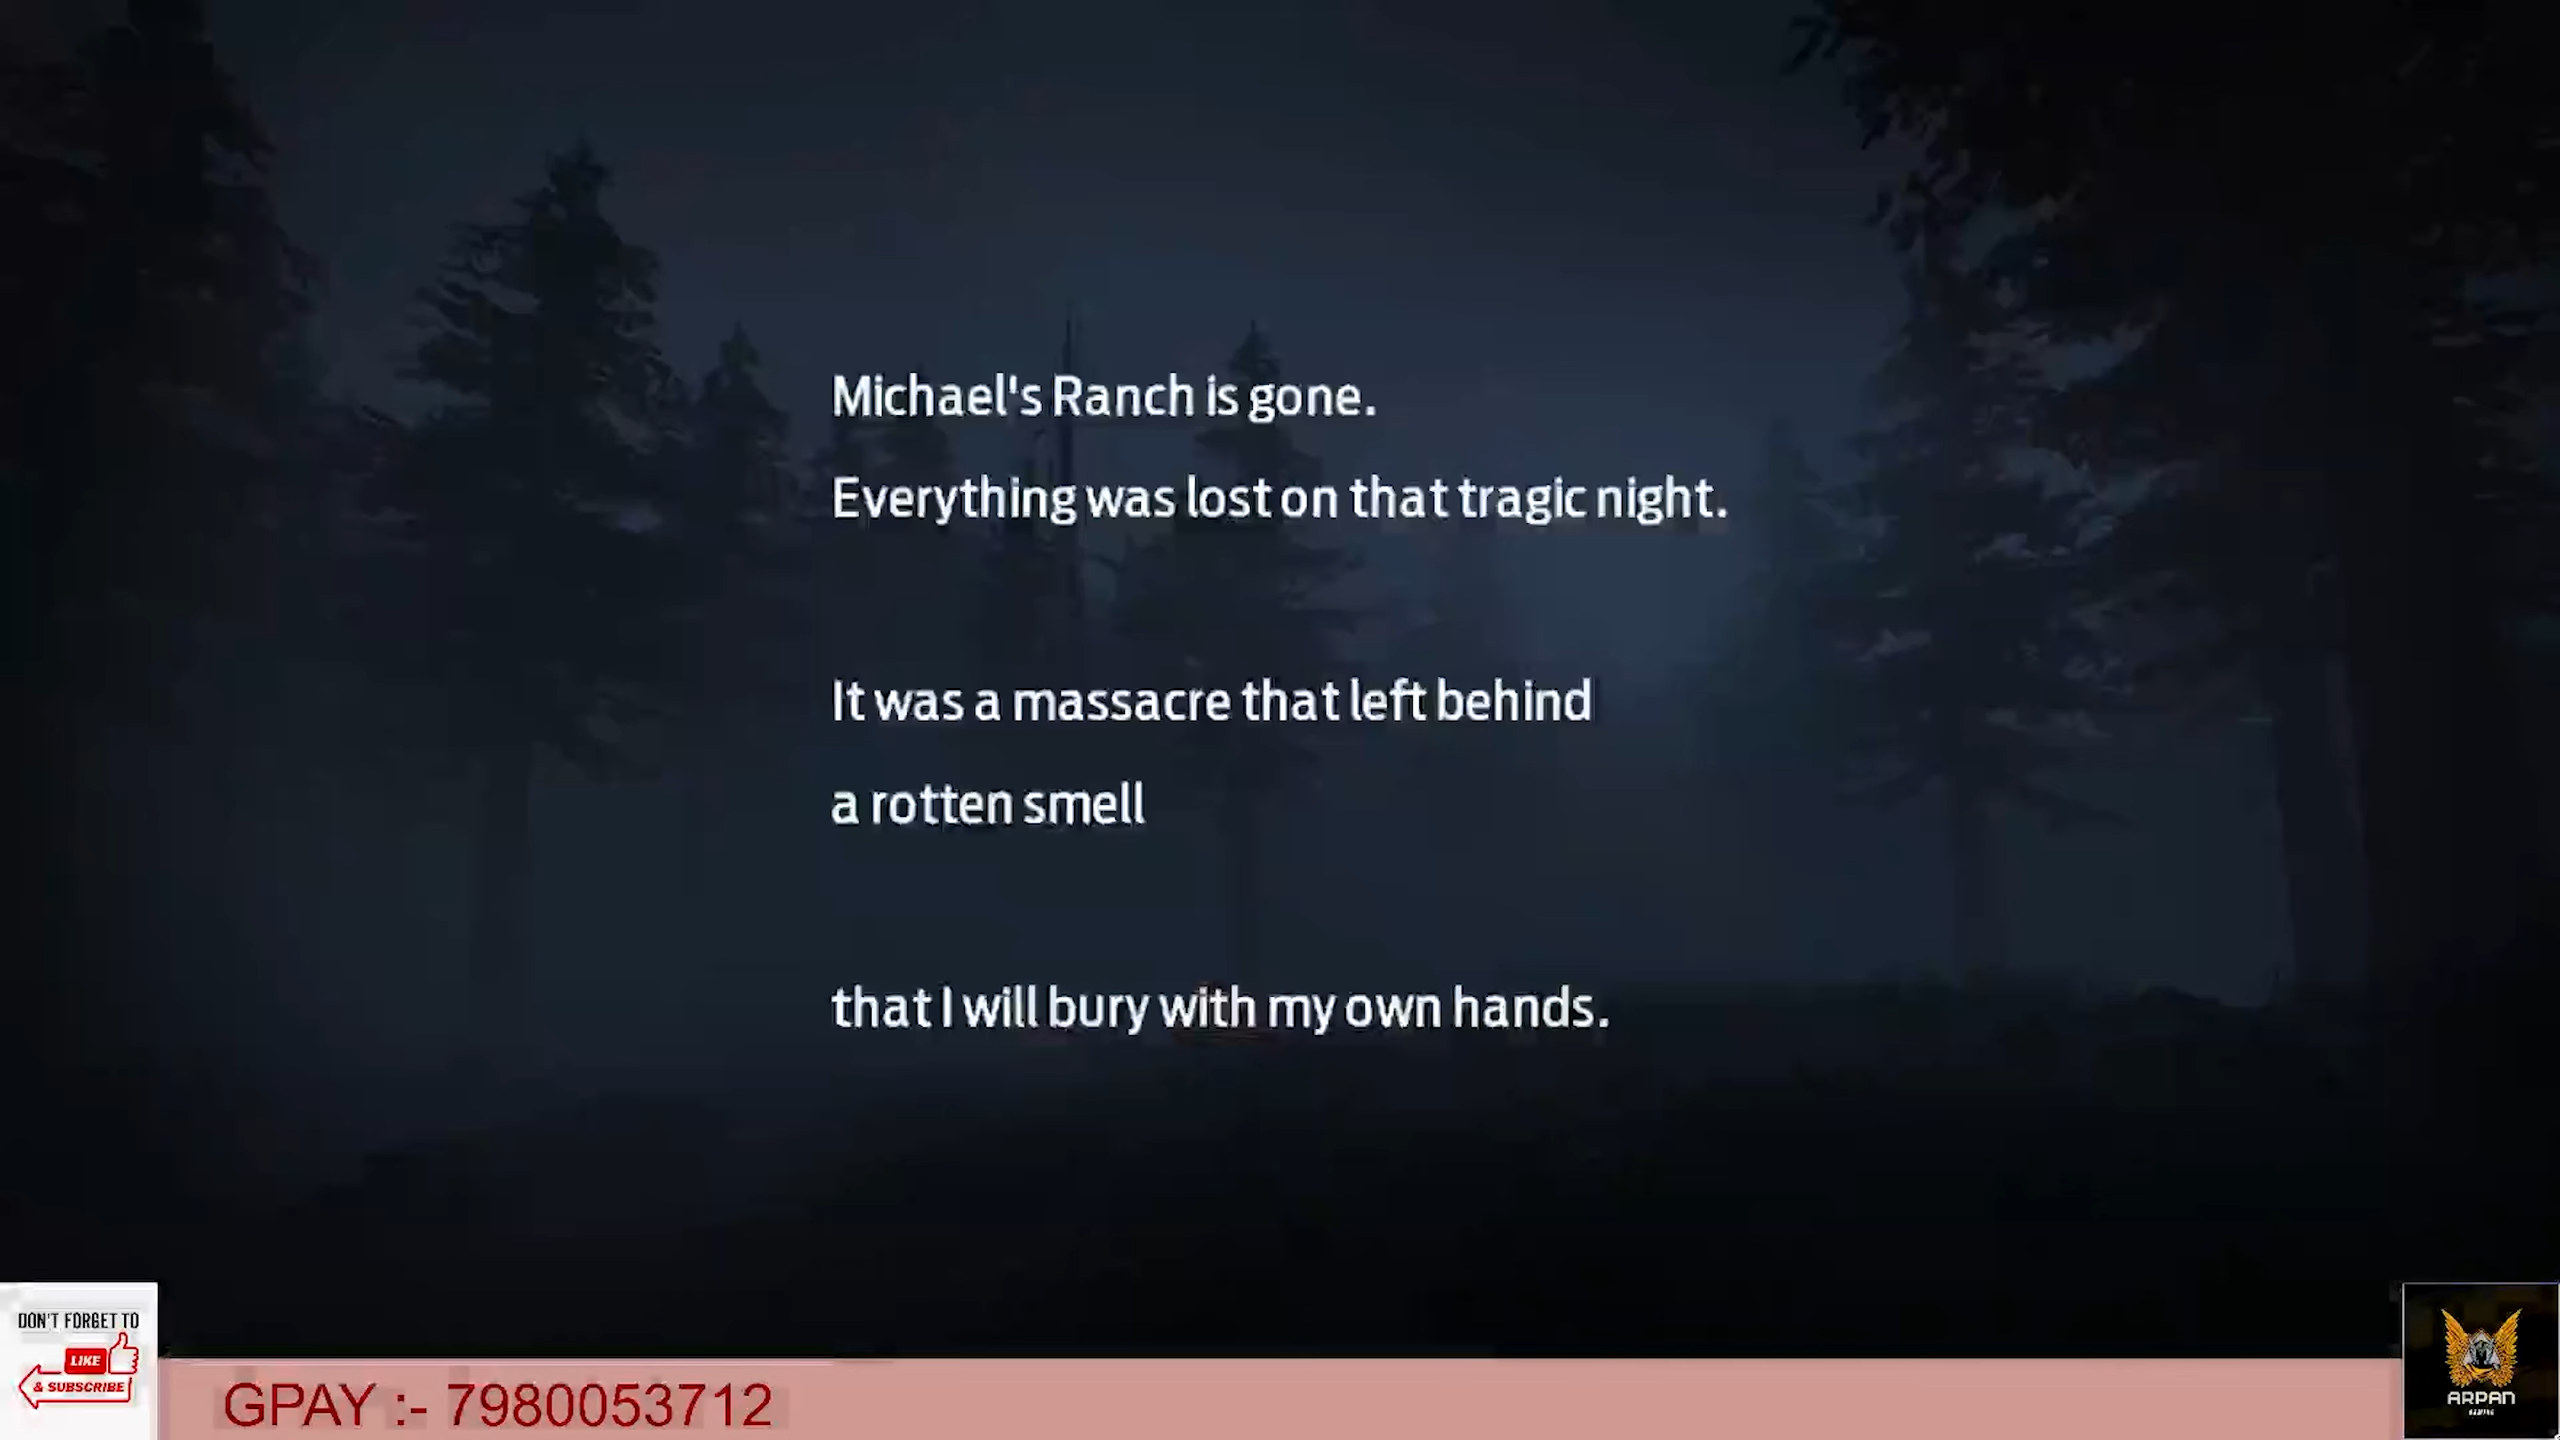 Michael's Ranch is gone.
Everything was lost on that tragic night.
It was a massacre that left behind
a rotten smell
that I will bury with my own hands.
DON'T FORGET TO
LIKE
& SUBSCRIBE
GPAY :- 7980053712
ARPAN
GAMING